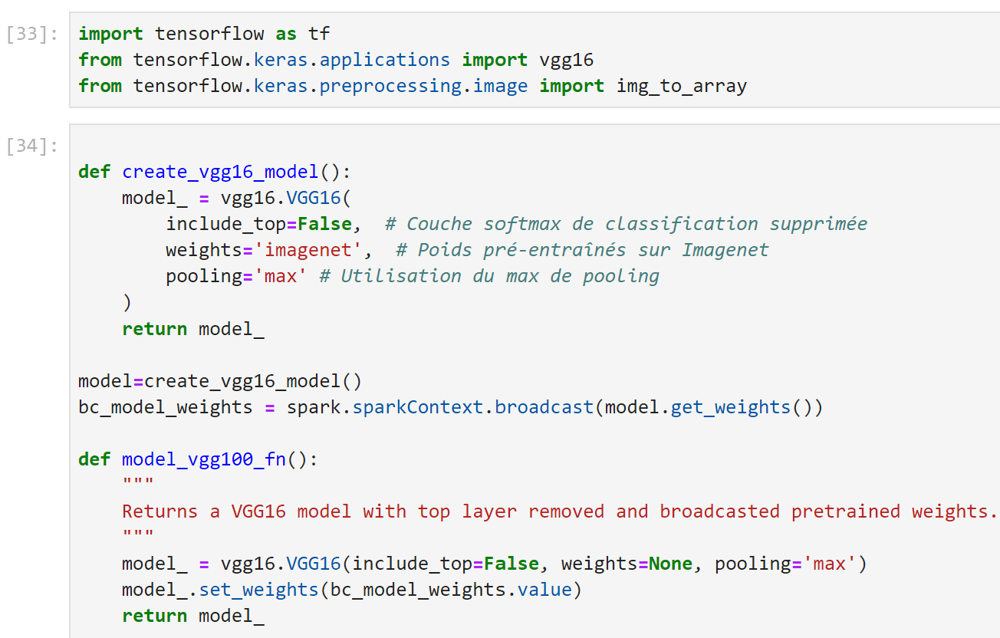 [33]:
import tensorflow as tf
from tensorflow.keras.applications import vgg16
from tensorflow.keras.preprocessing.image import img_to_array
[34]:
def create_vgg16_model():
    model_ = vgg16.VGG16(
        include_top=False,  # Couche softmax de classification supprimée
        weights='imagenet',  # Poids pré-entraînés sur Imagenet
        pooling='max' # Utilisation du max de pooling
    )
    return model_
model=create_vgg16_model()
bc_model_weights = spark.sparkContext.broadcast(model.get_weights())
def model_vgg100_fn():
    """
    Returns a VGG16 model with top layer removed and broadcasted pretrained weights.
    """
    model_ = vgg16.VGG16(include_top=False, weights=None, pooling='max')
    model_.set_weights(bc_model_weights.value)
    return model_